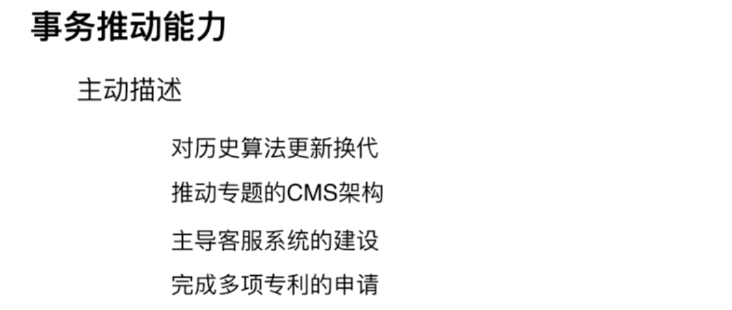 事务推动能力
主动描述
对历史算法更新换代
推动专题的CMS架构
主导客服系统的建设
完成多项专利的申请